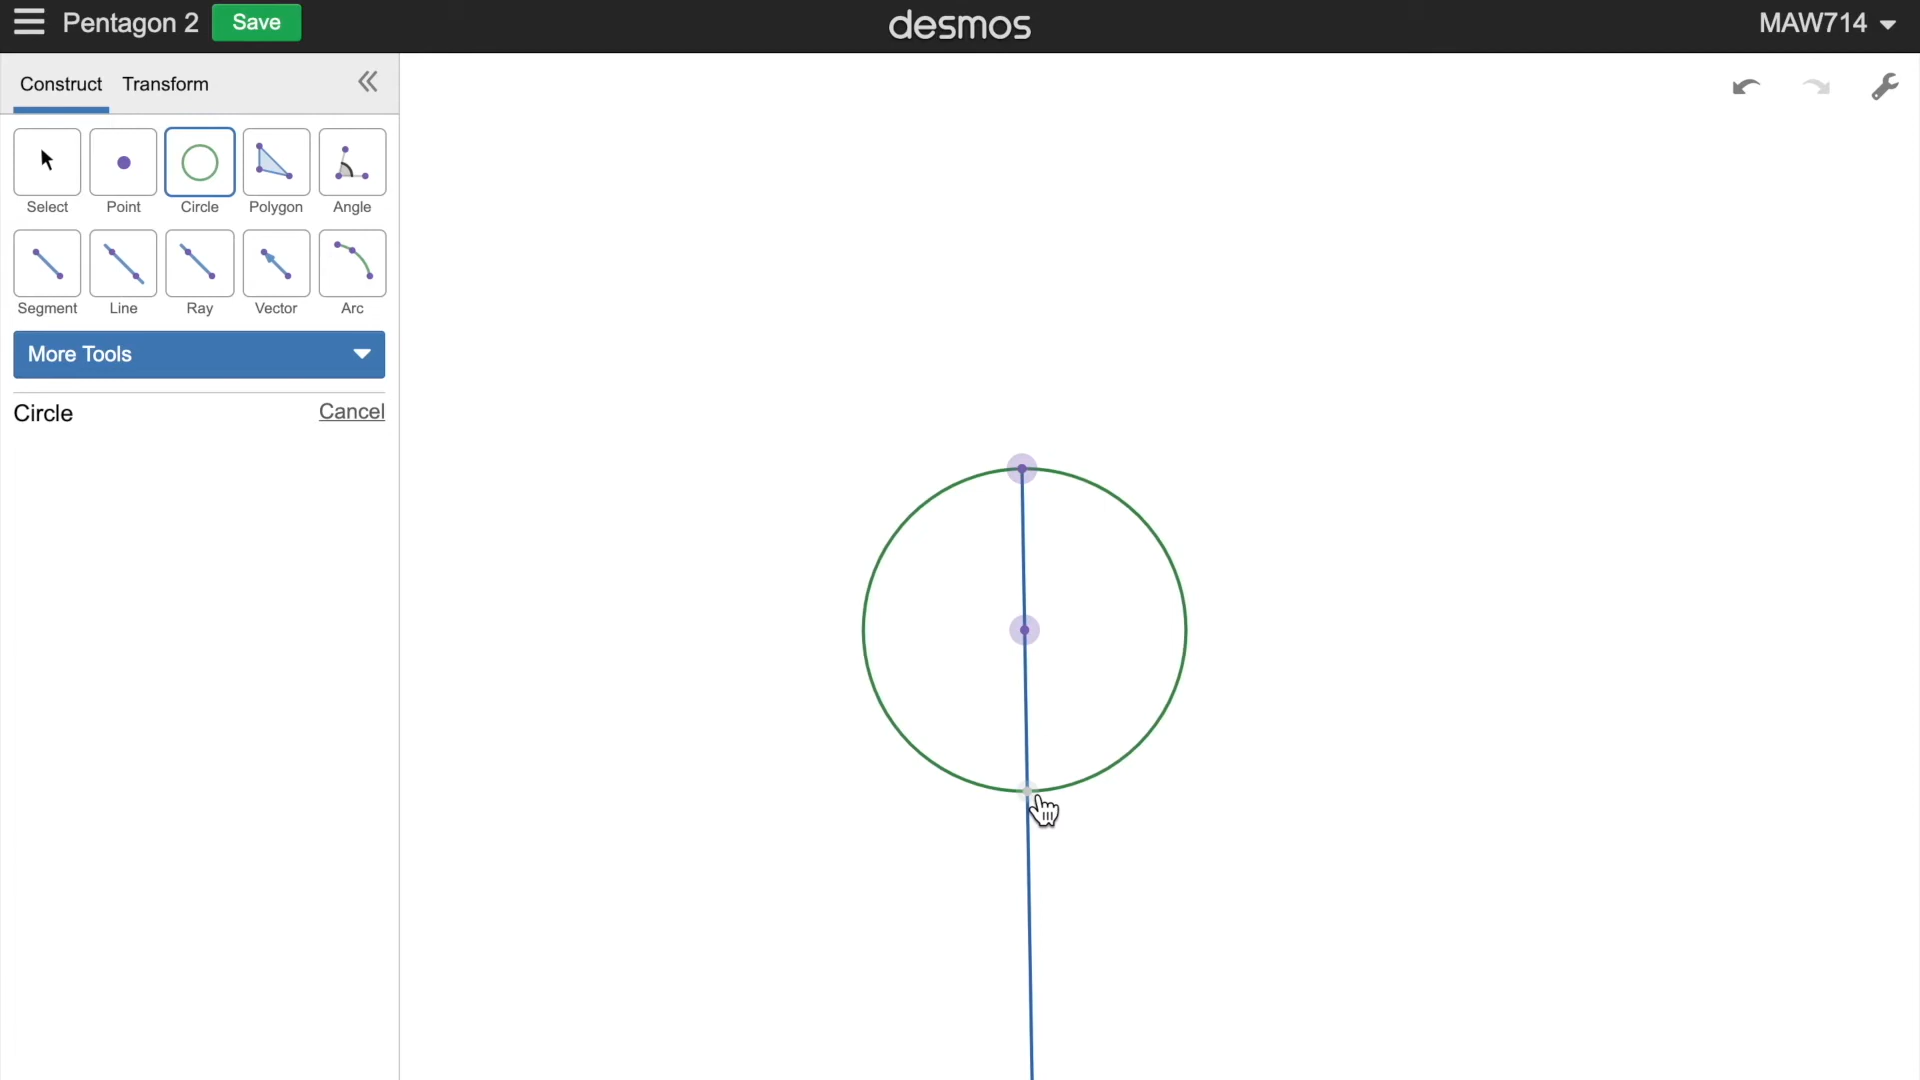 Pentagon 2 Save desmos MAW714
Construct Transform
Select Point Circle Polygon Angle
Segment Line Ray Vector Arc
More Tools
Circle Cancel